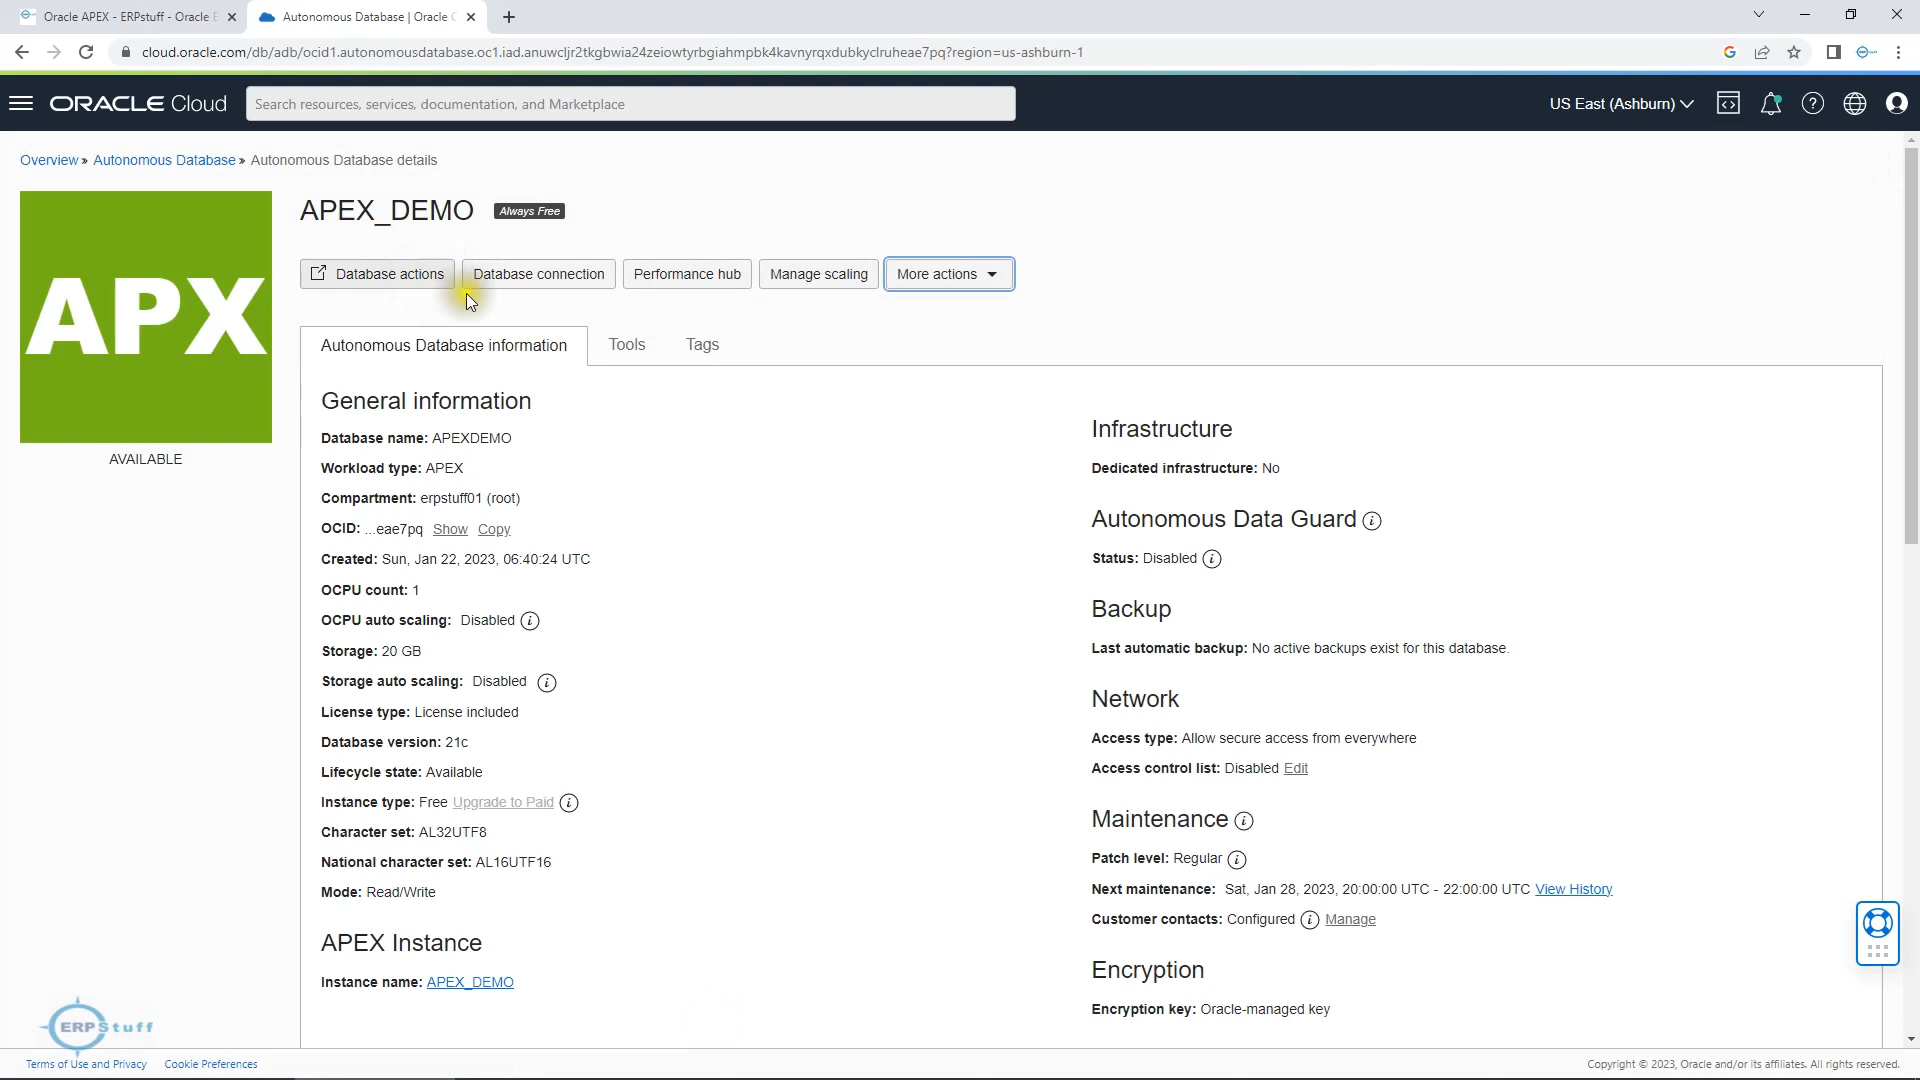 Oracle APEX - ERPstuff - Oracle E
Autonomous Database | Oracle C
cloud.oracle.com/db/adb/ocid1.autonomousdatabase.oc1.iad.anuwcljr2tkgbwia24zeiowtyrbgiahmpbk4kavnyrqxdubkyclruheae7pq?region=us-ashburn-1
ORACLE Cloud
Search resources, services, documentation, and Marketplace
US East (Ashburn)
Overview » Autonomous Database » Autonomous Database details
APX
AVAILABLE
APEX_DEMO Always Free
Database actions
Database connection
Performance hub
Manage scaling
More actions
Autonomous Database information
Tools
Tags
General information
Database name: APEXDEMO
Workload type: APEX
Compartment: erpstuff01 (root)
OCID: ...eae7pq Show Copy
Created: Sun, Jan 22, 2023, 06:40:24 UTC
OCPU count: 1
OCPU auto scaling: Disabled
Storage: 20 GB
Storage auto scaling: Disabled
License type: License included
Database version: 21c
Lifecycle state: Available
Instance type: Free Upgrade to Paid
Character set: AL32UTF8
National character set: AL16UTF16
Mode: Read/Write
APEX Instance
Instance name: APEX_DEMO
Infrastructure
Dedicated infrastructure: No
Autonomous Data Guard
Status: Disabled
Backup
Last automatic backup: No active backups exist for this database.
Network
Access type: Allow secure access from everywhere
Access control list: Disabled Edit
Maintenance
Patch level: Regular
Next maintenance: Sat, Jan 28, 2023, 20:00:00 UTC - 22:00:00 UTC View History
Customer contacts: Configured Manage
Encryption
Encryption key: Oracle-managed key
ERPStuff
Terms of Use and Privacy
Cookie Preferences
Copyright © 2023, Oracle and/or its affiliates. All rights reserved.